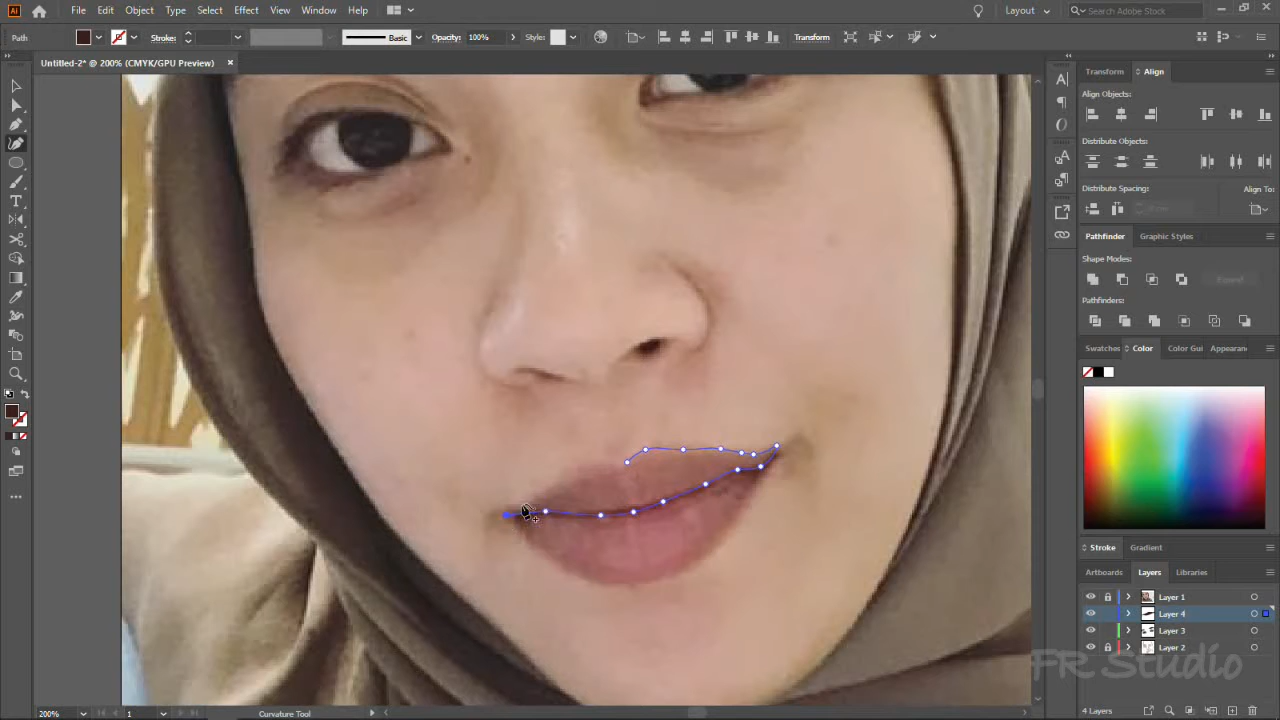 Ai File Edit Object Type Select Effect View Window Help Layout Search Adobe Stock
Path Stroke: Basic Opacity: 100% Style: Transform
Untitled-2* @ 200% (CMYK/GPU Preview)
Transform Align
Align Objects:
Distribute Objects:
Distribute Spacing: Align To:
Pathfinder Graphic Styles
Shape Modes:
Expand
Pathfinders:
Swatches Color Color Gui Appearanc
Stroke Gradient
Artboards Layers Libraries
Layer 1
Layer 4
Layer 3
Layer 2
FR Studio
4 Layers
200% 1 Curvature Tool